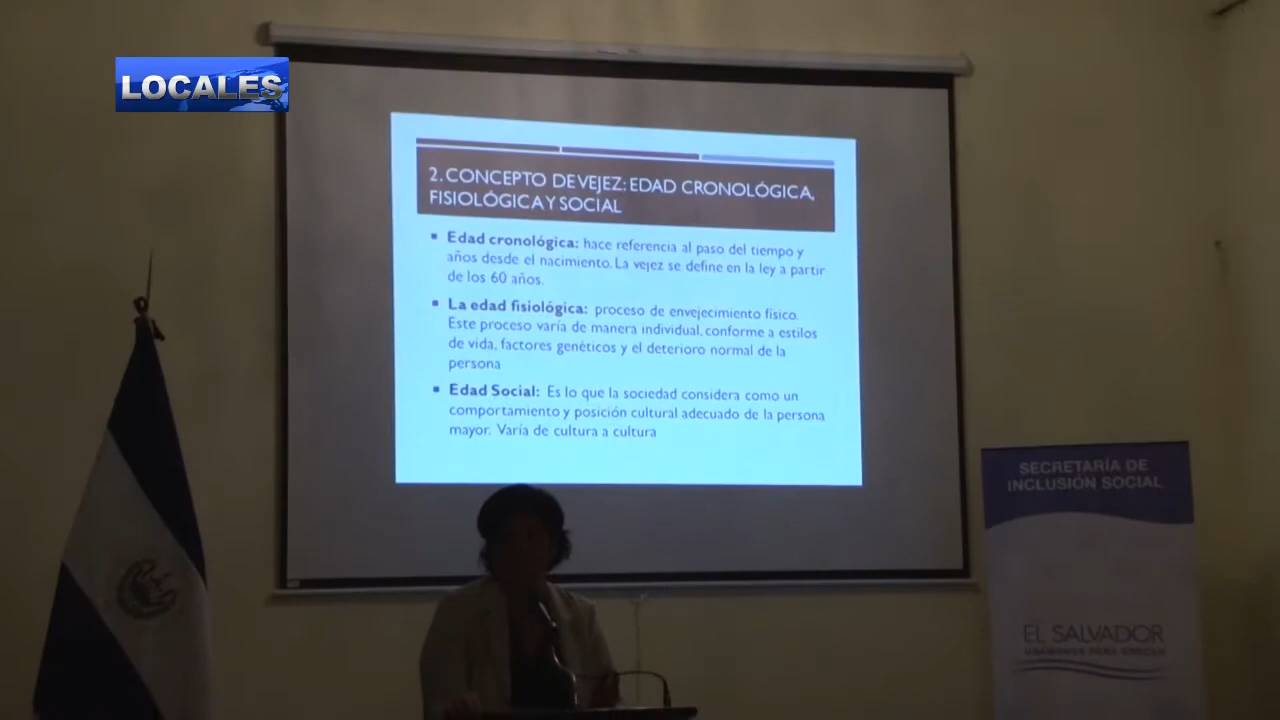 LOCALES
2. CONCEPTO DE VEJEZ: EDAD CRONOLÓGICA,
FISIOLÓGICA Y SOCIAL
▪ Edad cronológica: hace referencia al paso del tiempo y
años desde el nacimiento. La vejez se define en la ley a partir
de los 60 años.
▪ La edad fisiológica: proceso de envejecimiento físico.
Este proceso varía de manera individual, conforme a estilos
de vida, factores genéticos y el deterioro normal de la
persona
▪ Edad Social: Es lo que la sociedad considera como un
comportamiento y posición cultural adecuado de la persona
mayor. Varía de cultura a cultura
SECRETARÍA DE
INCLUSIÓN SOCIAL
EL SALVADOR